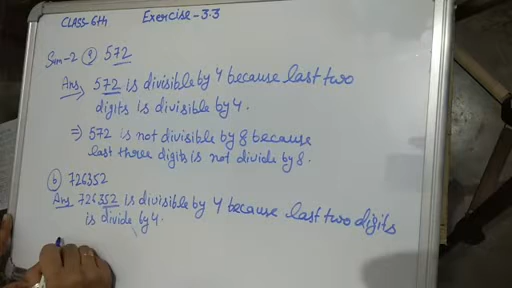 CLASS-6th Exercise-3.3
Sum-2 (a) 572
Ans 572 is divisible by 4 because last two
digits is divisible by 4.
⇒ 572 is not divisible by 8 because
last three digits is not divide by 8.
(b) 726352
Ans 726352 is divisible by 4 because last two digits
is divide by 4.